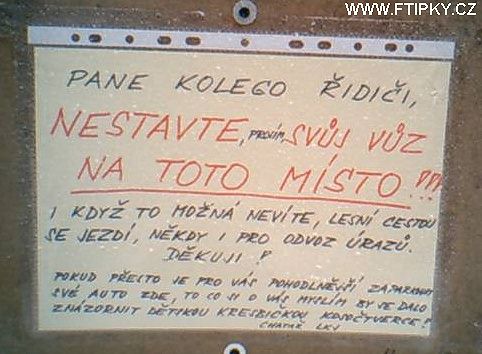 WWW.FTIPKY.CZ
PANE KOLEGO ŘIDIČI,
NESTAVTE, PROSÍM, SVŮJ VŮZ
NA TOTO MÍSTO !!!
I KDYŽ TO MOŽNÁ NEVÍTE, LESNÍ CESTOU
SE JEZDÍ, NĚKDY I PRO ODVOZ ÚRAZŮ.
DĚKUJI !
POKUD PŘESTO JE PRO VÁS POHODLNĚJŠÍ ZAPARKOVAT
SVÉ AUTO ZDE, TO CO SI O VÁS MYSLÍM BY SE DALO
ZNÁZORNIT DĚTSKOU KRESBIČKOU KOSOČTVERCE !
CHATAŘ LKV